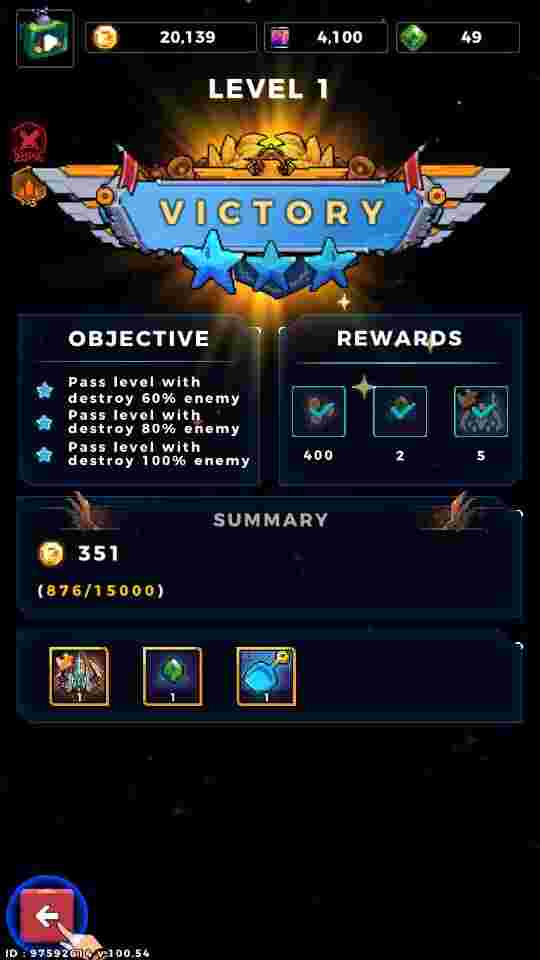 20,139
4,100
49
LEVEL 1
VICTORY
OBJECTIVE
Pass level with
destroy 60% enemy
Pass level with
destroy 80% enemy
Pass level with
destroy 100% enemy
REWARDS
400
2
5
SUMMARY
351
(876/15000)
1
1
1